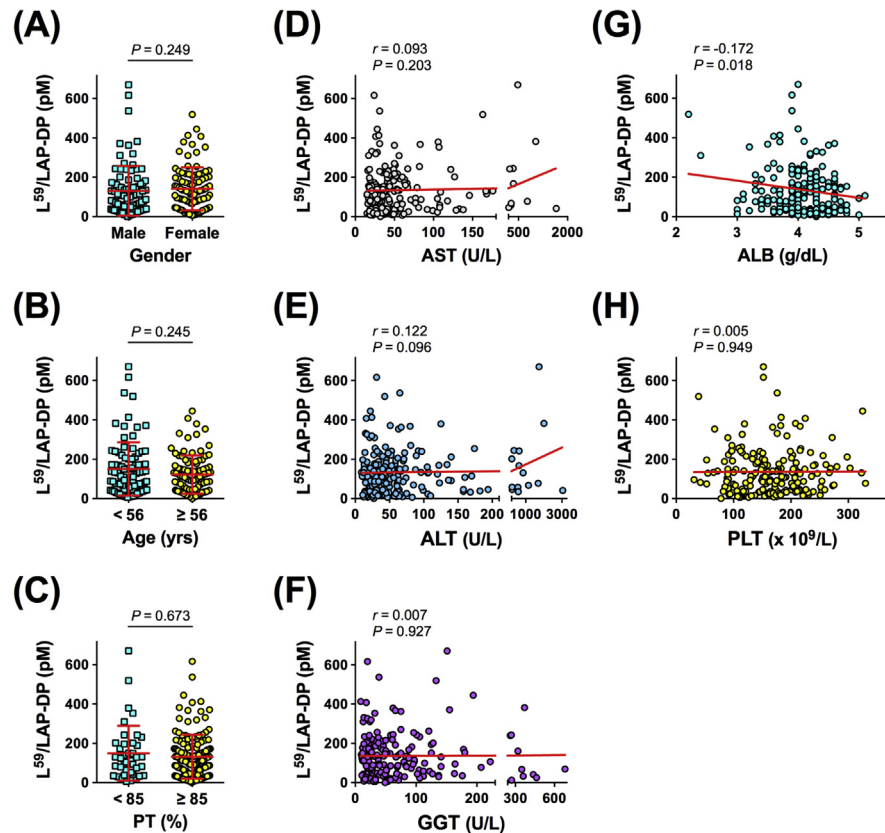 (A)
P = 0.249
L59/LAP-DP (pM)
600
400
200
0
Male Female
Gender
(D)
r = 0.093
P = 0.203
L59/LAP-DP (pM)
600
400
200
0
0 50 100 150 500 2000
AST (U/L)
(G)
r = -0.172
P = 0.018
L59/LAP-DP (pM)
600
400
200
0
2 3 4 5
ALB (g/dL)
(B)
P = 0.245
L59/LAP-DP (pM)
600
400
200
0
< 56 ≥ 56
Age (yrs)
(E)
r = 0.122
P = 0.096
L59/LAP-DP (pM)
600
400
200
0
0 50 100 150 200 1000 3000
ALT (U/L)
(H)
r = 0.005
P = 0.949
L59/LAP-DP (pM)
600
400
200
0
0 100 200 300
PLT (x 10⁹/L)
(C)
P = 0.673
L59/LAP-DP (pM)
600
400
200
0
< 85 ≥ 85
PT (%)
(F)
r = 0.007
P = 0.927
L59/LAP-DP (pM)
600
400
200
0
0 100 200 300 600
GGT (U/L)